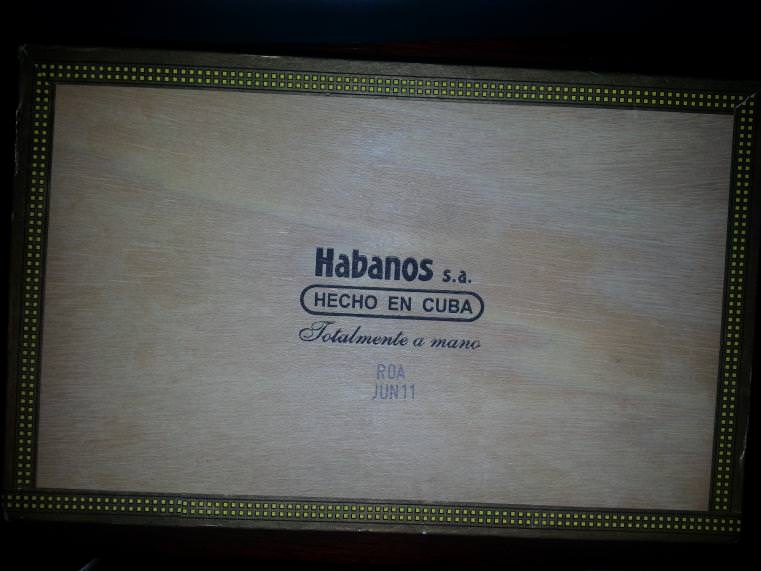 Habanos s.a.
HECHO EN CUBA
Totalmente a mano
ROA
JUN11